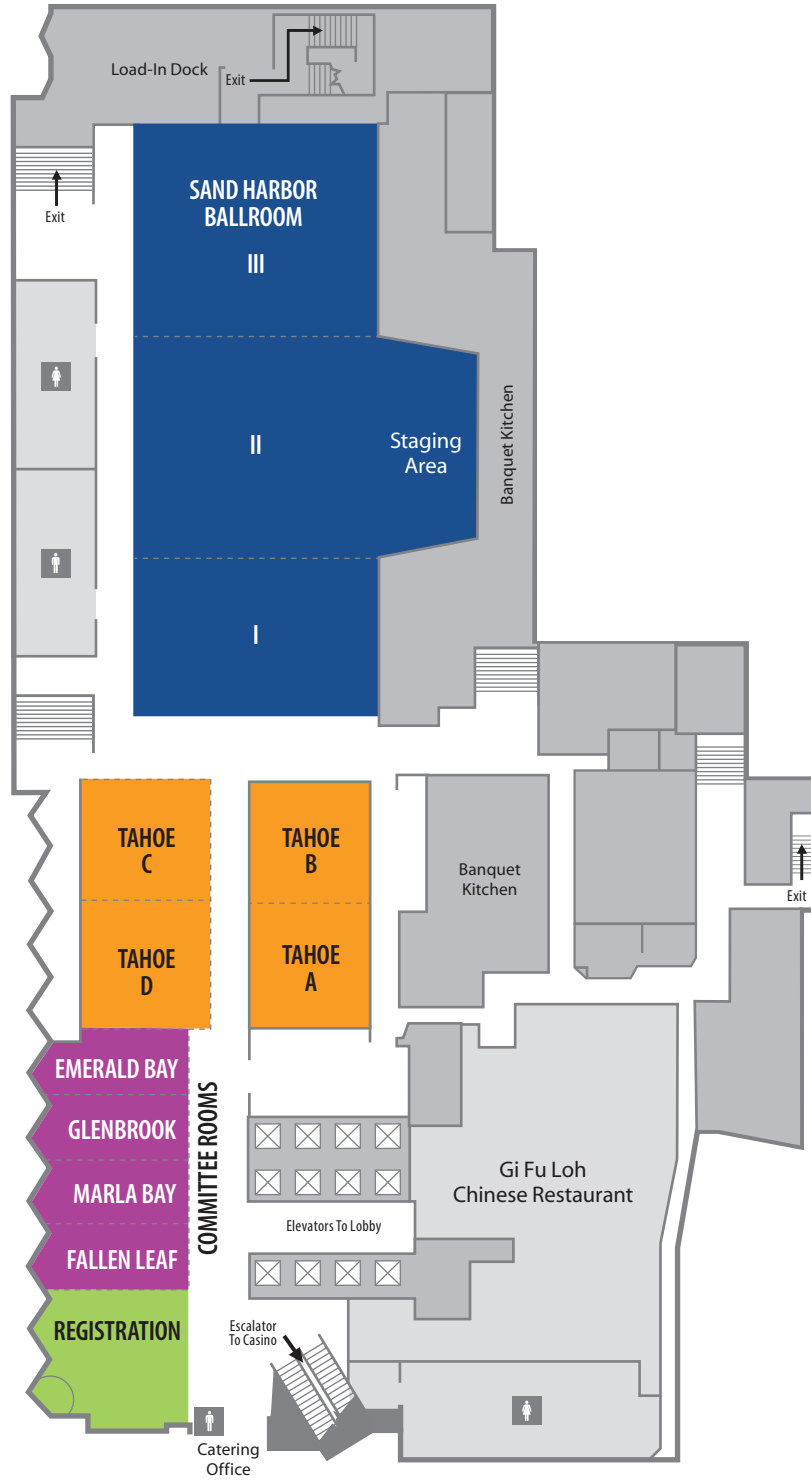 Load-In Dock
Exit
Exit
SAND HARBOR
BALLROOM
III
II
Staging
Area
Banquet Kitchen
I
TAHOE
C
TAHOE
B
Banquet
Kitchen
Exit
TAHOE
D
TAHOE
A
EMERALD BAY
GLENBROOK
MARLA BAY
FALLEN LEAF
COMMITTEE ROOMS
Gi Fu Loh
Chinese Restaurant
Elevators To Lobby
REGISTRATION
Escalator
To Casino
Catering
Office